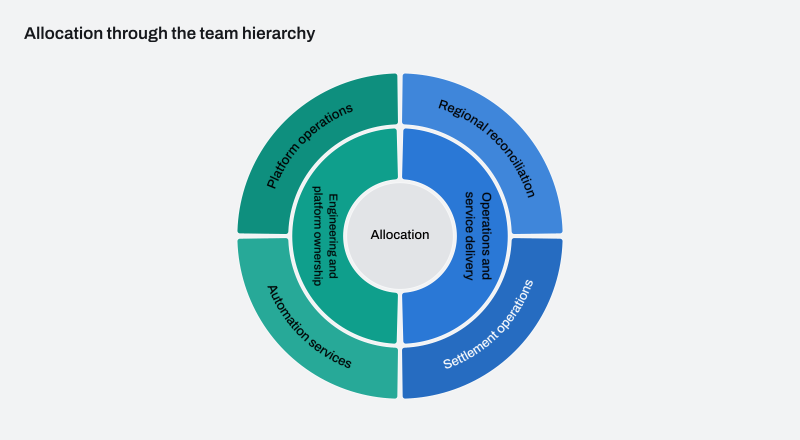 Allocation through the team hierarchy
Platform operations
Regional reconciliation
Engineering and
platform ownership
Allocation
Operations and
service delivery
Automation services
Settlement operations